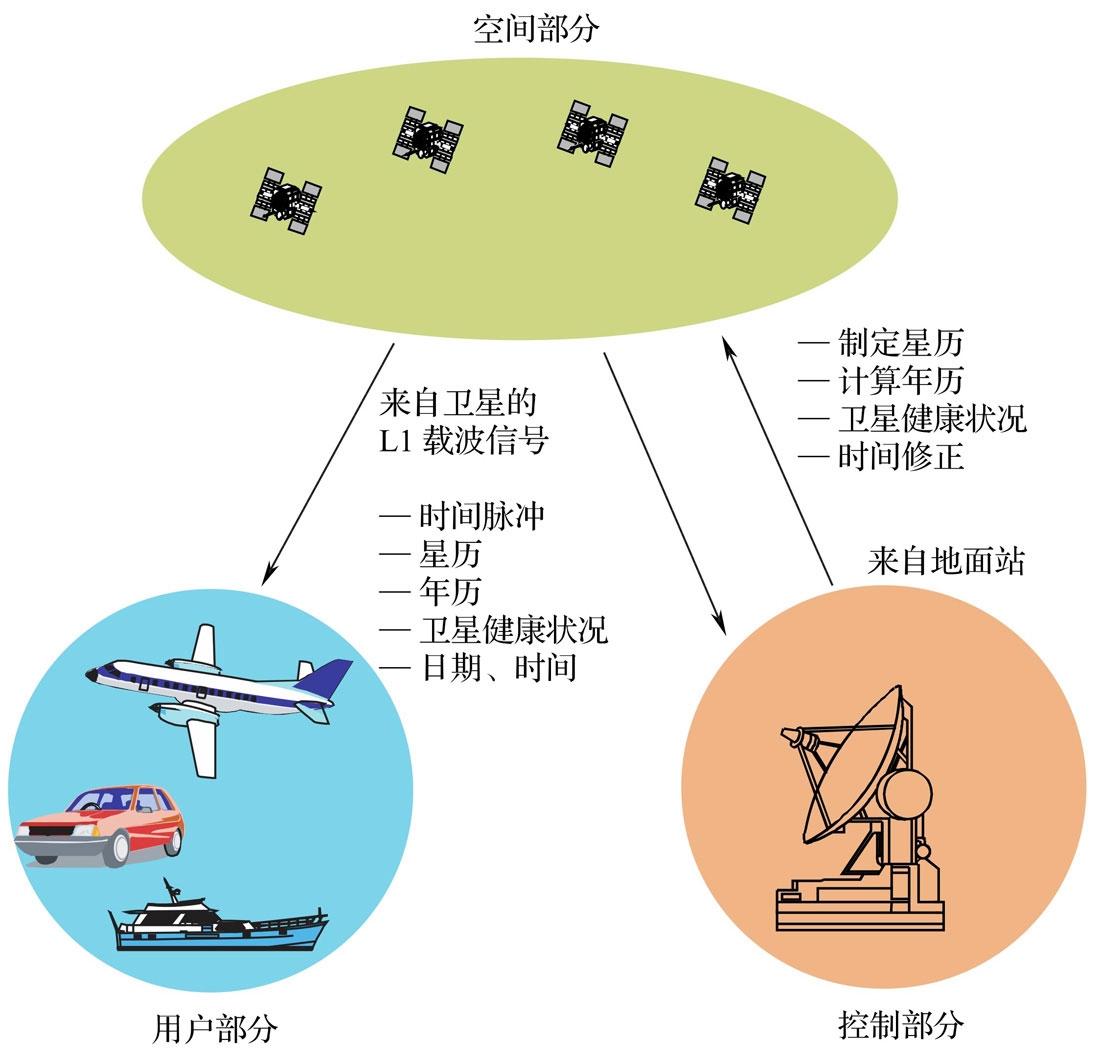 空间部分
来自卫星的
L1 载波信号
— 时间脉冲
— 星历
— 年历
— 卫星健康状况
— 日期、时间
— 制定星历
— 计算年历
— 卫星健康状况
— 时间修正
来自地面站
用户部分
控制部分